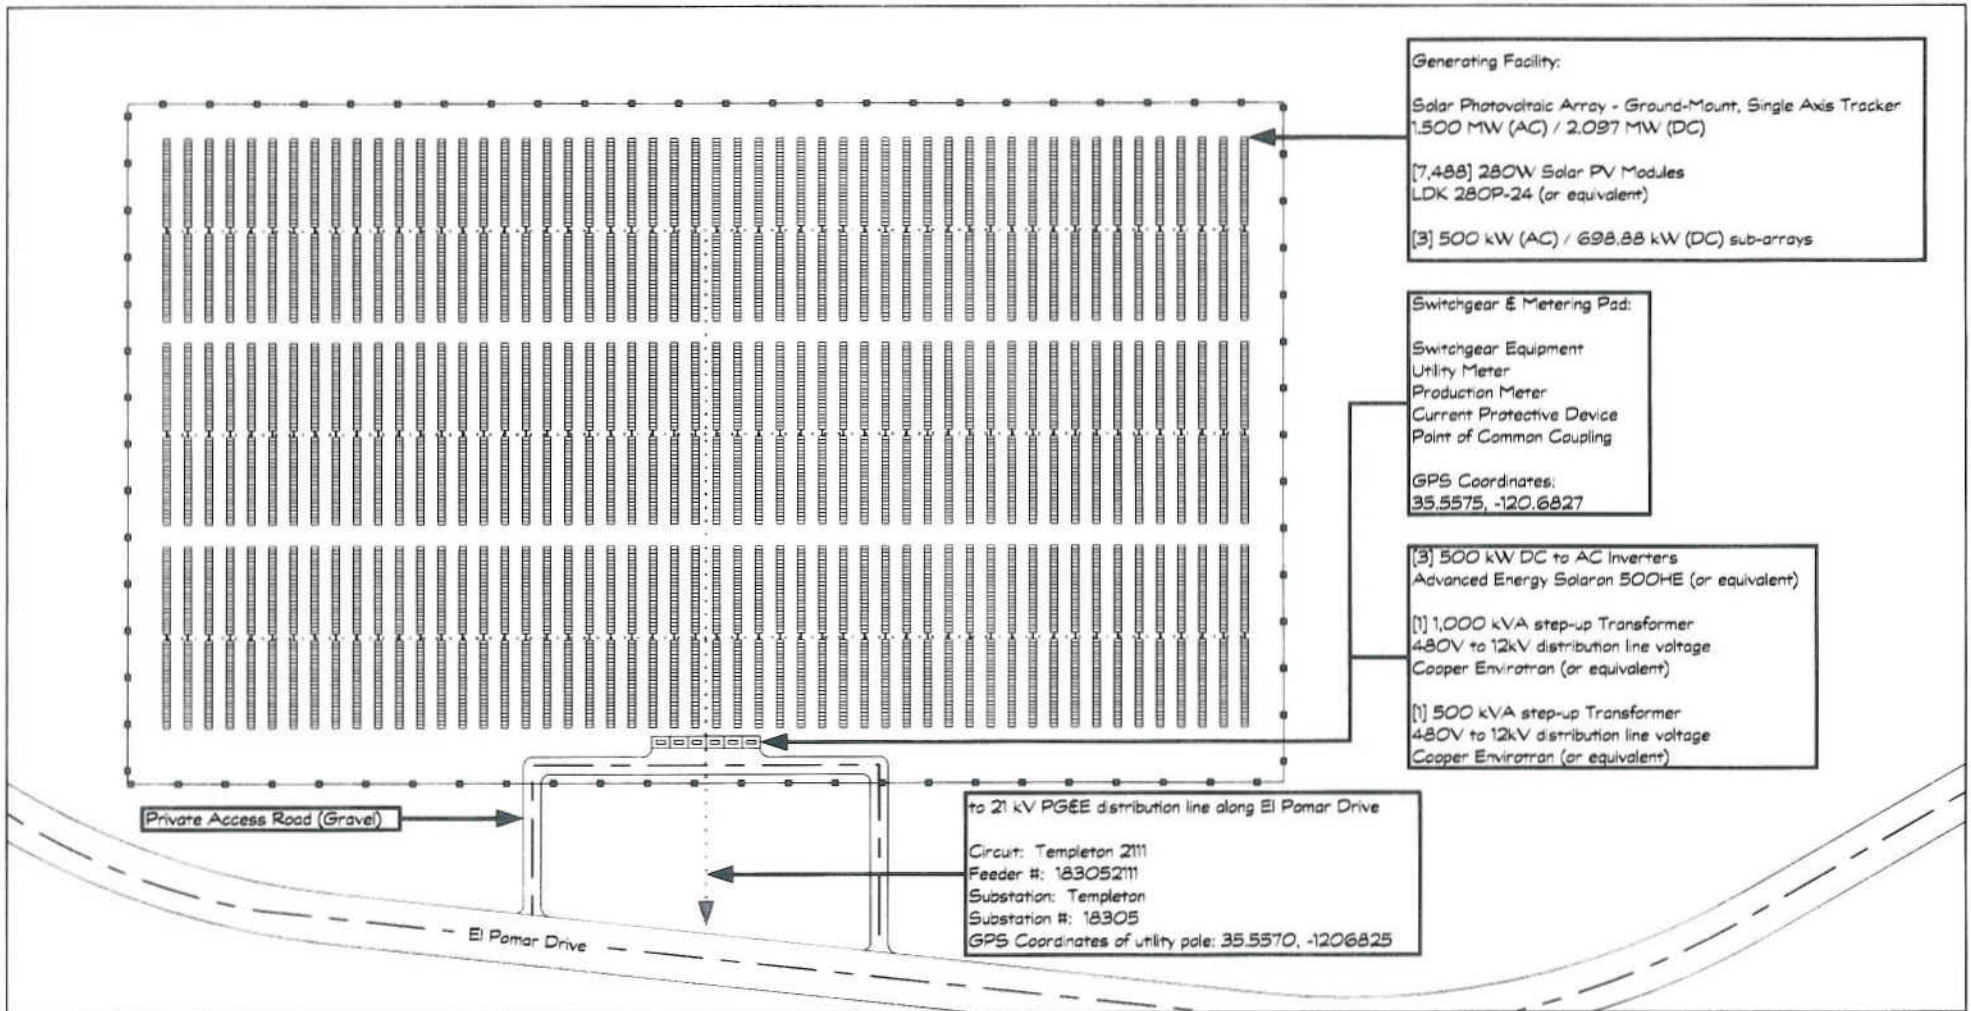 Generating Facility:
Solar Photovoltaic Array - Ground-Mount, Single Axis Tracker
1.500 MW (AC) / 2.097 MW (DC)
[7,488] 280W Solar PV Modules
LDK 280P-24 (or equivalent)
[3] 500 kW (AC) / 698.88 kW (DC) sub-arrays
Switchgear & Metering Pad:
Switchgear Equipment
Utility Meter
Production Meter
Current Protective Device
Point of Common Coupling
GPS Coordinates:
35.5575, -120.6827
[3] 500 kW DC to AC Inverters
Advanced Energy Solaron 500HE (or equivalent)
[1] 1,000 kVA step-up Transformer
480V to 12kV distribution line voltage
Cooper Envirotran (or equivalent)
[1] 500 kVA step-up Transformer
480V to 12kV distribution line voltage
Cooper Envirotran (or equivalent)
Private Access Road (Gravel)
to 21 kV PG&E distribution line along El Pomar Drive
Circuit: Templeton 2111
Feeder #: 183052111
Substation: Templeton
Substation #: 18305
GPS Coordinates of utility pole: 35.5570, -1206825
El Pomar Drive